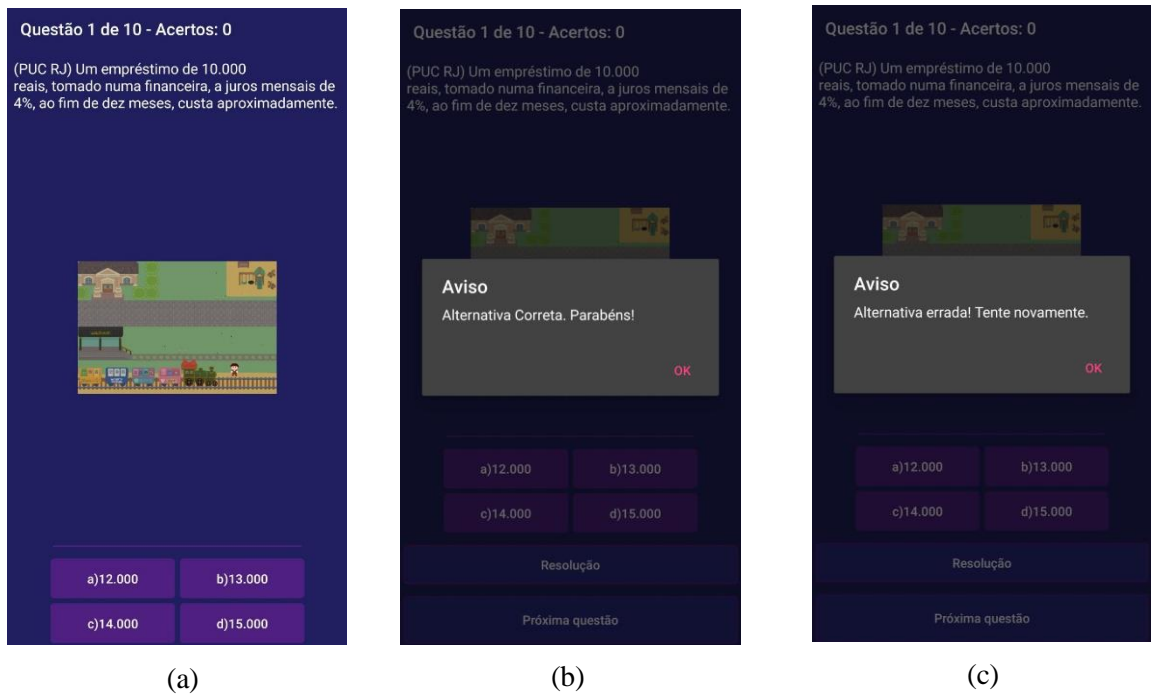 Questão 1 de 10 - Acertos: 0
(PUC RJ) Um empréstimo de 10.000
reais, tomado numa financeira, a juros mensais de
4%, ao fim de dez meses, custa aproximadamente.
a)12.000
b)13.000
c)14.000
d)15.000
(a)
Questão 1 de 10 - Acertos: 0
(PUC RJ) Um empréstimo de 10.000
reais, tomado numa financeira, a juros mensais de
4%, ao fim de dez meses, custa aproximadamente.
Aviso
Alternativa Correta. Parabéns!
OK
a)12.000
b)13.000
c)14.000
d)15.000
Resolução
Próxima questão
(b)
Questão 1 de 10 - Acertos: 0
(PUC RJ) Um empréstimo de 10.000
reais, tomado numa financeira, a juros mensais de
4%, ao fim de dez meses, custa aproximadamente.
Aviso
Alternativa errada! Tente novamente.
OK
a)12.000
b)13.000
c)14.000
d)15.000
Resolução
Próxima questão
(c)